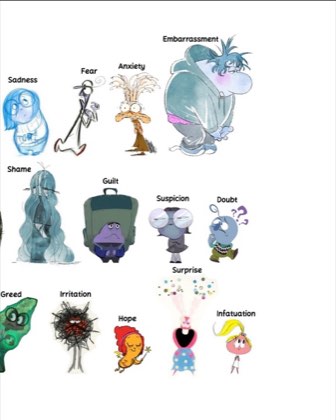 Embarrassment
Anxiety
Fear
Sadness
Shame
Guilt
Suspicion
Doubt
Surprise
Greed
Irritation
Hope
Infatuation